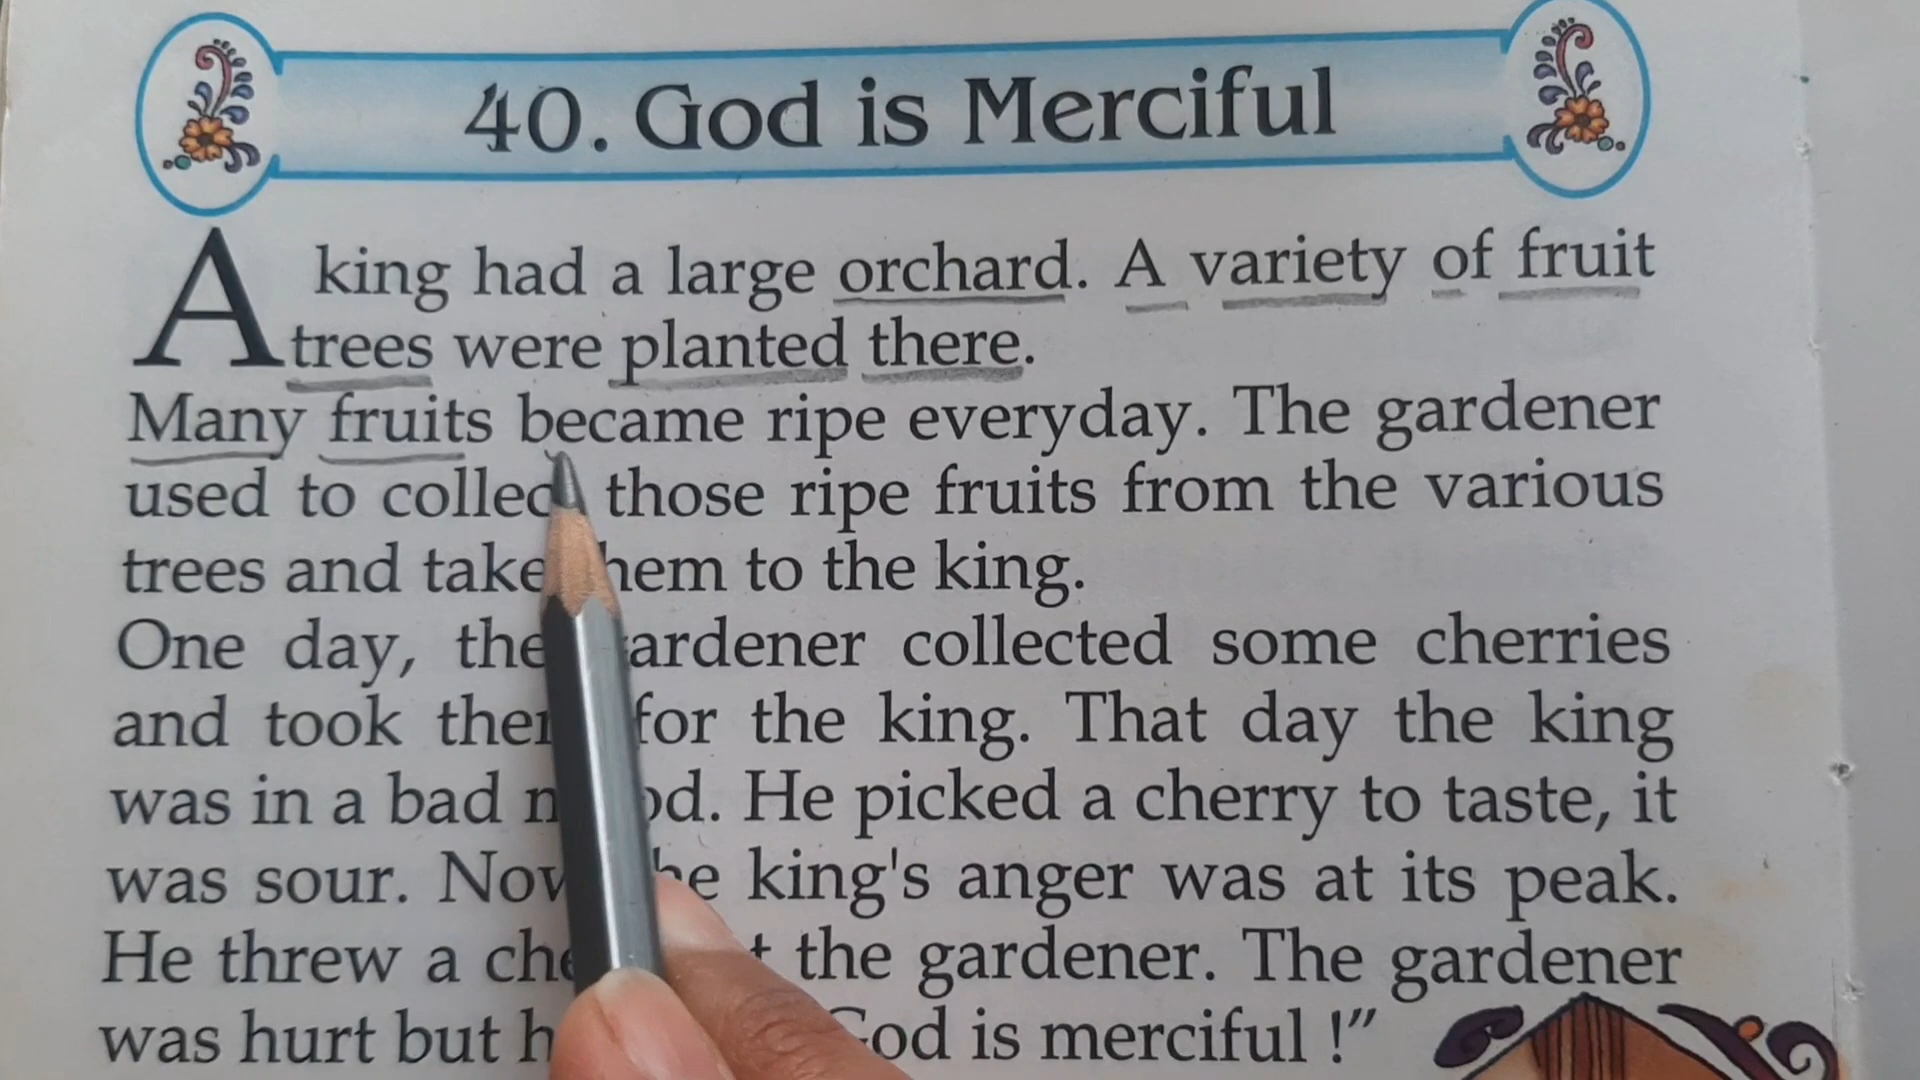 40. God is Merciful
A king had a large orchard. A variety of fruit
trees were planted there.
Many fruits became ripe everyday. The gardener
used to collec those ripe fruits from the various
trees and take hem to the king.
One day, the ardener collected some cherries
and took for the king. That day the king
was in a bad He picked a cherry to taste, it
was sour. the king's anger was at its peak.
He threw a the gardener. The gardener
was hurt but God is merciful !”